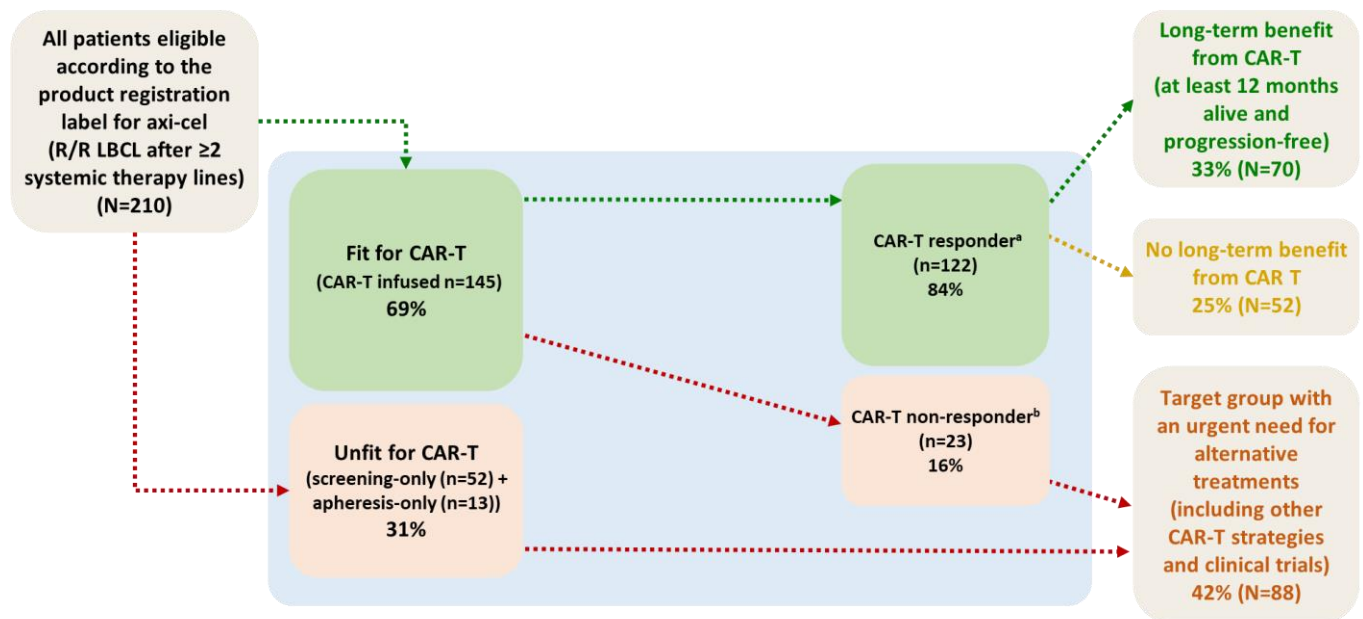 All patients eligible
according to the
product registration
label for axi-cel
(R/R LBCL after ≥2
systemic therapy lines)
(N=210)
Fit for CAR-T
(CAR-T infused n=145)
69%
Unfit for CAR-T
(screening-only (n=52) +
apheresis-only (n=13))
31%
CAR-T responderᵃ
(n=122)
84%
CAR-T non-responderᵇ
(n=23)
16%
Long-term benefit
from CAR-T
(at least 12 months
alive and
progression-free)
33% (N=70)
No long-term benefit
from CAR T
25% (N=52)
Target group with
an urgent need for
alternative
treatments
(including other
CAR-T strategies
and clinical trials)
42% (N=88)